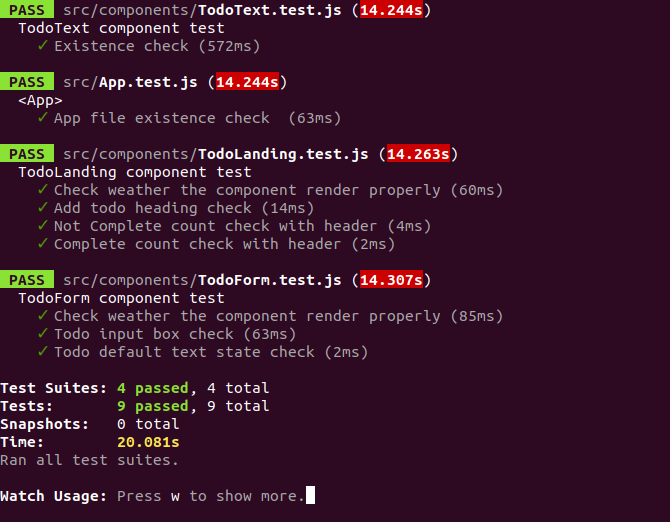 PASS src/components/TodoText.test.js (14.244s)
TodoText component test
✓ Existence check (572ms)
PASS src/App.test.js (14.244s)
<App>
✓ App file existence check (63ms)
PASS src/components/TodoLanding.test.js (14.263s)
TodoLanding component test
✓ Check weather the component render properly (60ms)
✓ Add todo heading check (14ms)
✓ Not Complete count check with header (4ms)
✓ Complete count check with header (2ms)
PASS src/components/TodoForm.test.js (14.307s)
TodoForm component test
✓ Check weather the component render properly (85ms)
✓ Todo input box check (63ms)
✓ Todo default text state check (2ms)
Test Suites: 4 passed, 4 total
Tests: 9 passed, 9 total
Snapshots: 0 total
Time: 20.081s
Ran all test suites.
Watch Usage: Press w to show more.